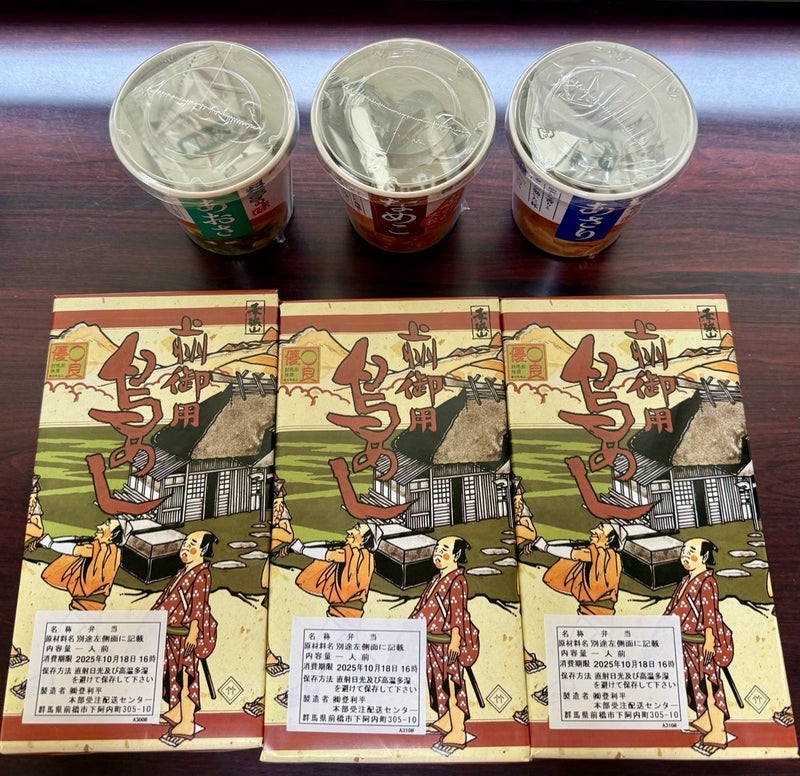 あおさ
なめこ
あさり
登利平
上州御用
鳥めし
優良
名称 弁当
原材料名 別途左側面に記載
内容量 一人前
消費期限 2025年10月18日 16時
保存方法 直射日光及び高温多湿
を避けて保存して下さい
製造者 ㈱登利平
本部受注配送センター
群馬県前橋市下阿内町305-10
A3008
上州御用
鳥めし
優良
名称 弁当
原材料名 別途左側面に記載
内容量 一人前
消費期限 2025年10月18日 16時
保存方法 直射日光及び高温多湿
を避けて保存して下さい
製造者 ㈱登利平
本部受注配送センター
群馬県前橋市下阿内町305-10
A3108
上州御用
鳥めし
優良
名称 弁当
原材料名 別途左側面に記載
内容量 一人前
消費期限 2025年10月18日 16時
保存方法 直射日光及び高温多湿
を避けて保存して下さい
製造者 ㈱登利平
本部受注配送センター
群馬県前橋市下阿内町305-10
A3108